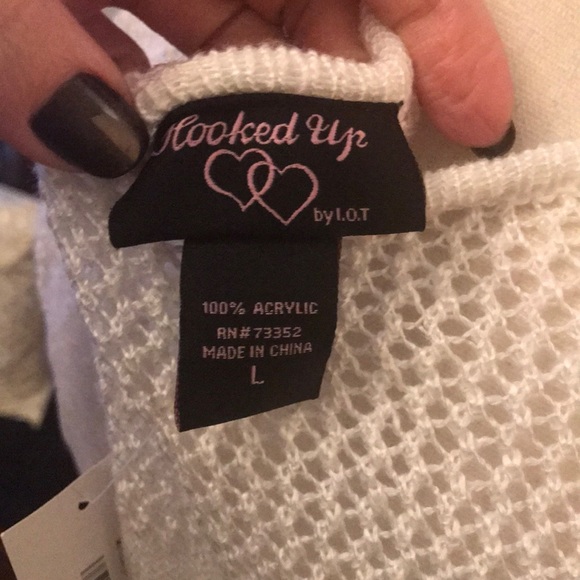 Hooked Up
by I.O.T
100% ACRYLIC
RN#73352
MADE IN CHINA
L